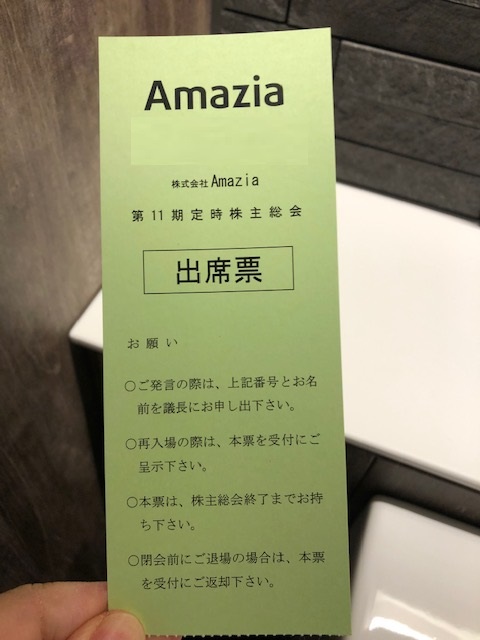 Amazia
株式会社 Amazia
第11期定時株主総会
出席票
お願い
○ご発言の際は、上記番号とお名
前を議長にお申し出下さい。
○再入場の際は、本票を受付にご
呈示下さい。
○本票は、株主総会終了までお持
ち下さい。
○閉会前にご退場の場合は、本票
を受付にご返却下さい。